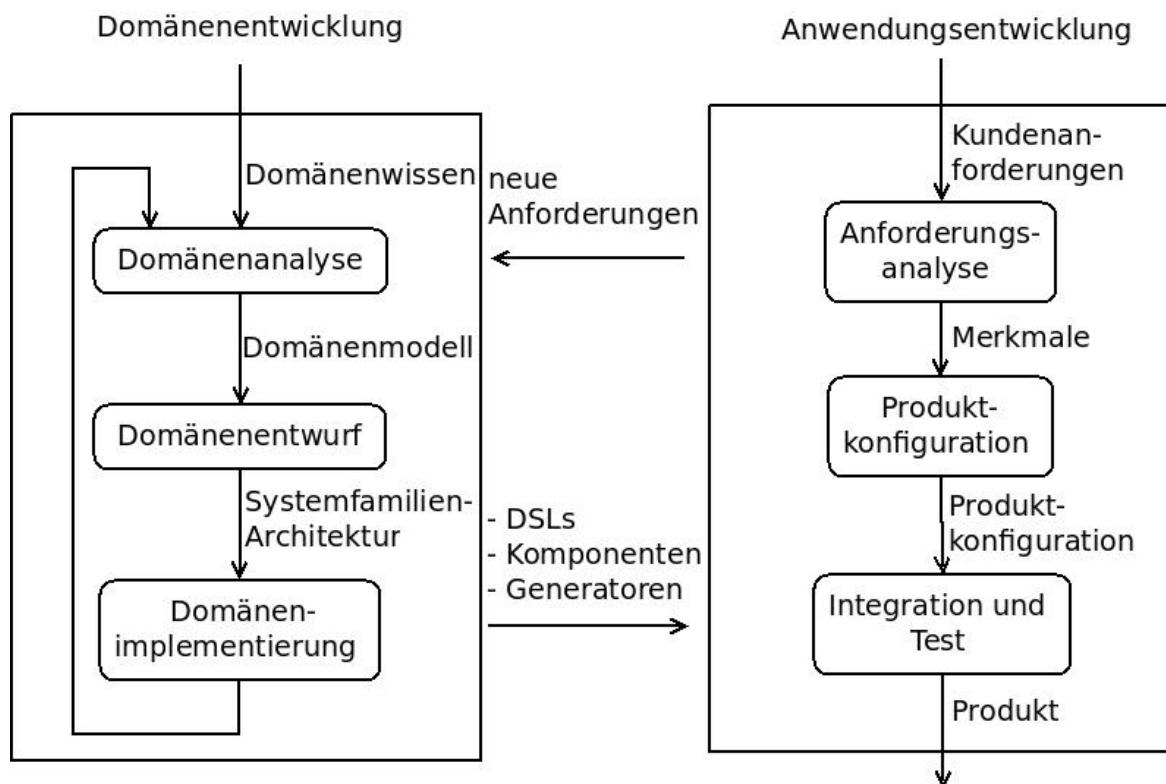 Domänenentwicklung
Domänenwissen
Domänenanalyse
Domänenmodell
Domänenentwurf
Systemfamilien-
Architektur
Domänen-
implementierung
neue
Anforderungen
- DSLs
- Komponenten
- Generatoren
Anwendungsentwicklung
Kundenan-
forderungen
Anforderungs-
analyse
Merkmale
Produkt-
konfiguration
Produkt-
konfiguration
Integration und
Test
Produkt